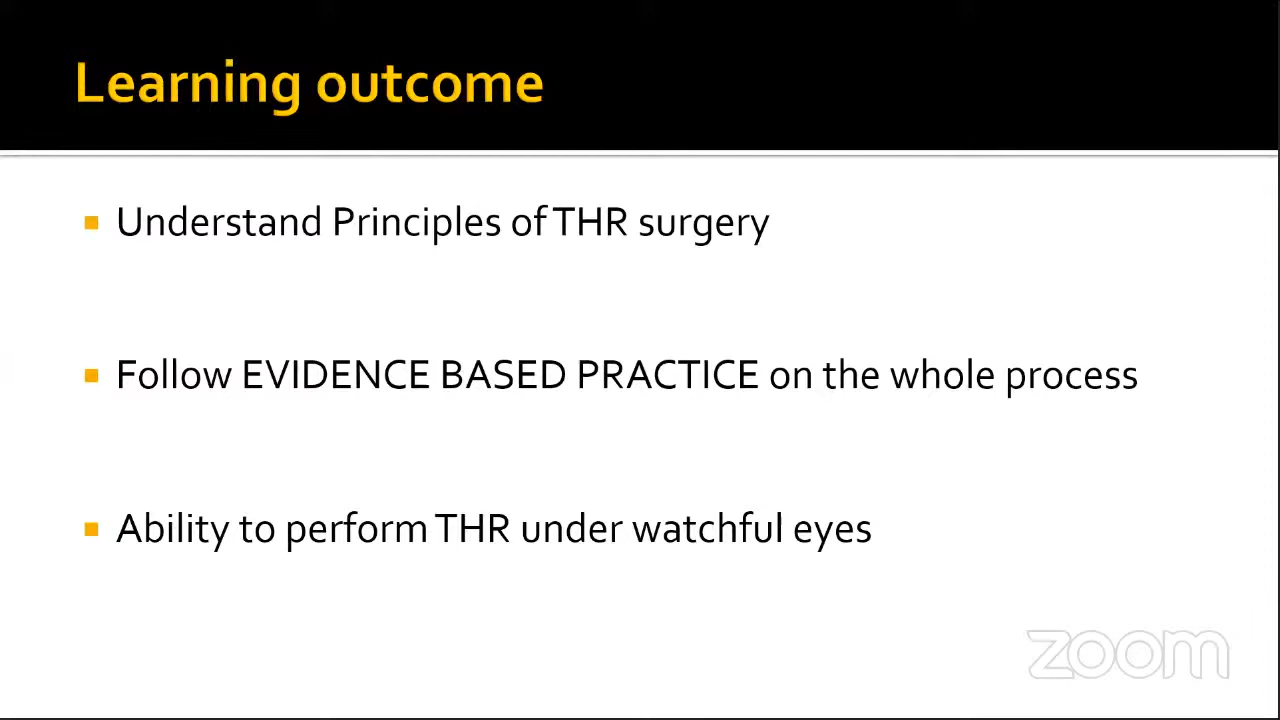 Learning outcome
Understand Principles of THR surgery
Follow EVIDENCE BASED PRACTICE on the whole process
Ability to perform THR under watchful eyes
zoom